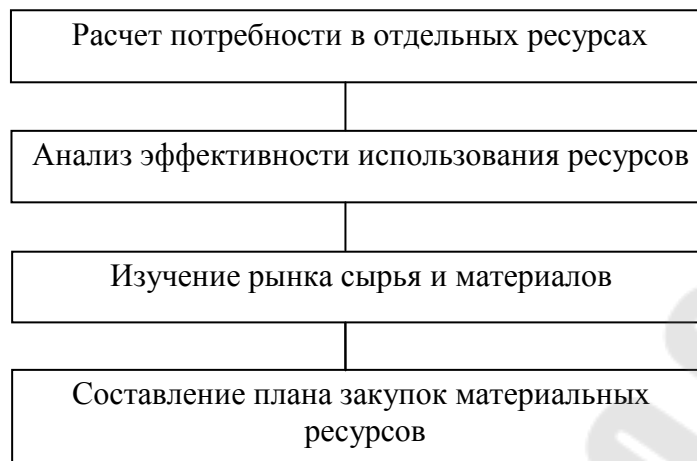 Расчет потребности в отдельных ресурсах
Анализ эффективности использования ресурсов
Изучение рынка сырья и материалов
Составление плана закупок материальных
ресурсов